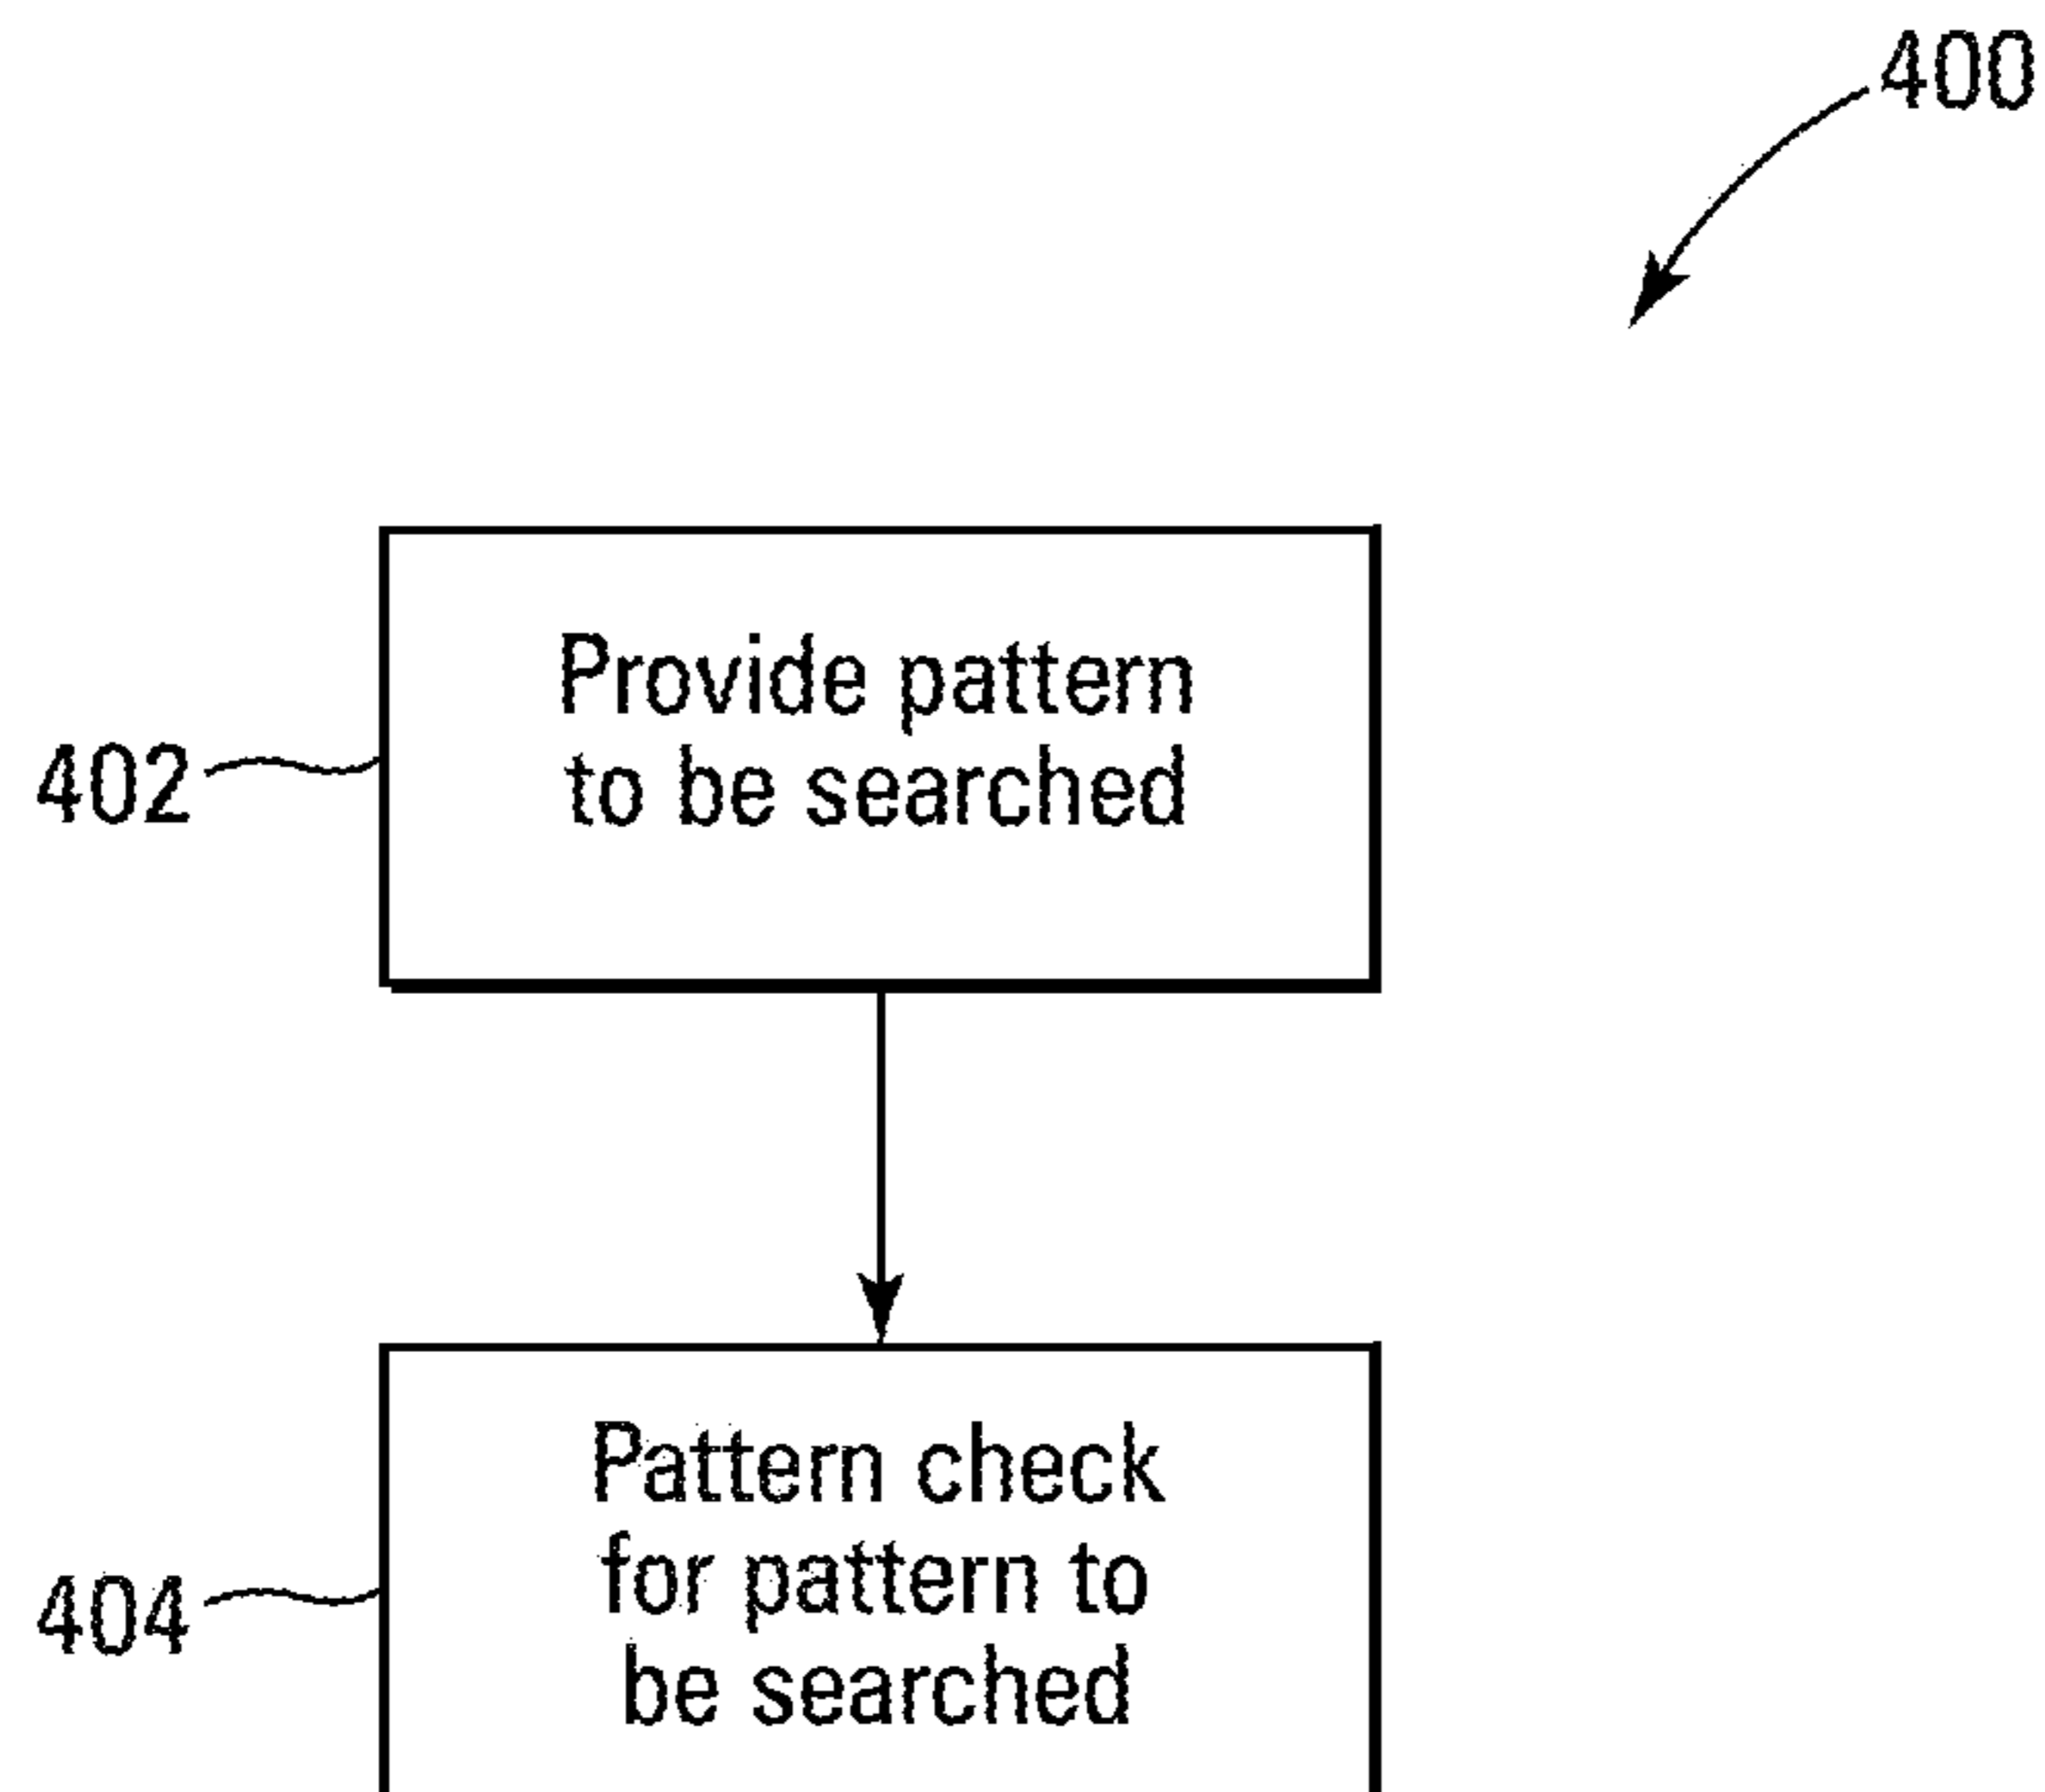 400
Provide pattern
to be searched
402
Pattern check
for pattern to
be searched
404